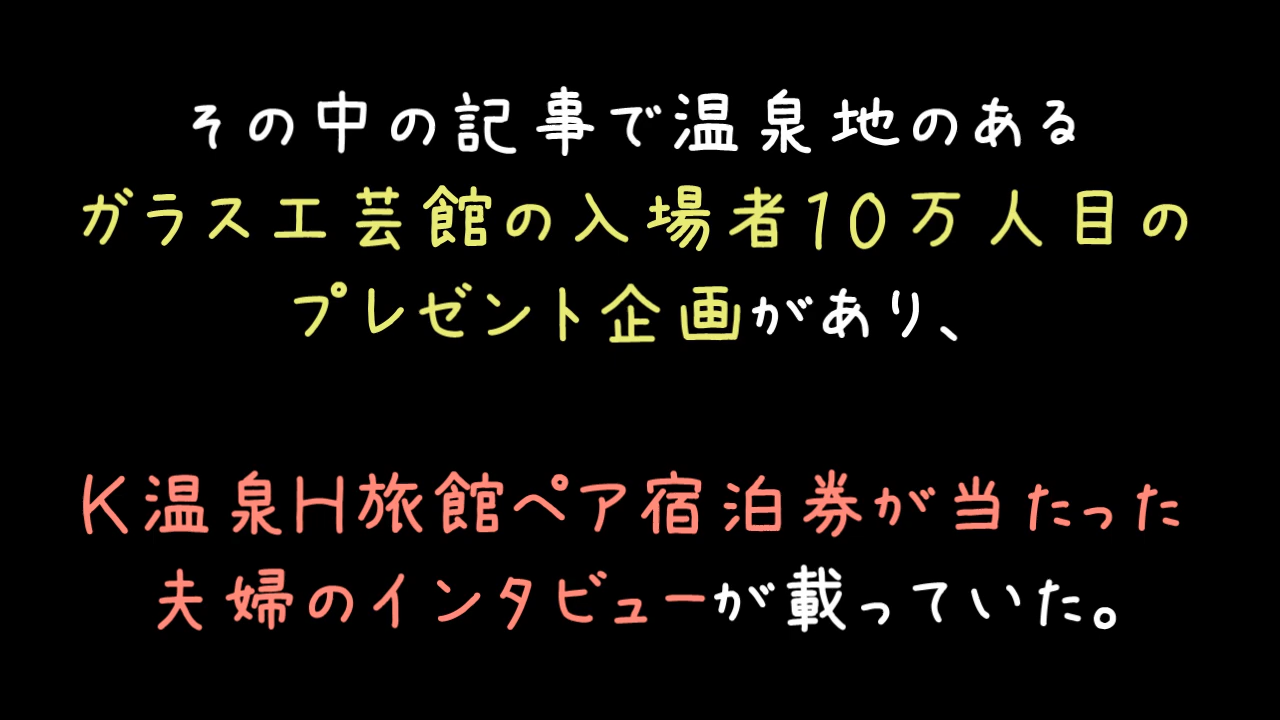 その中の記事で温泉地のある
ガラス工芸館の入場者10万人目の
プレゼント企画があり、
K温泉H旅館ペア宿泊券が当たった
夫婦のインタビューが載っていた。